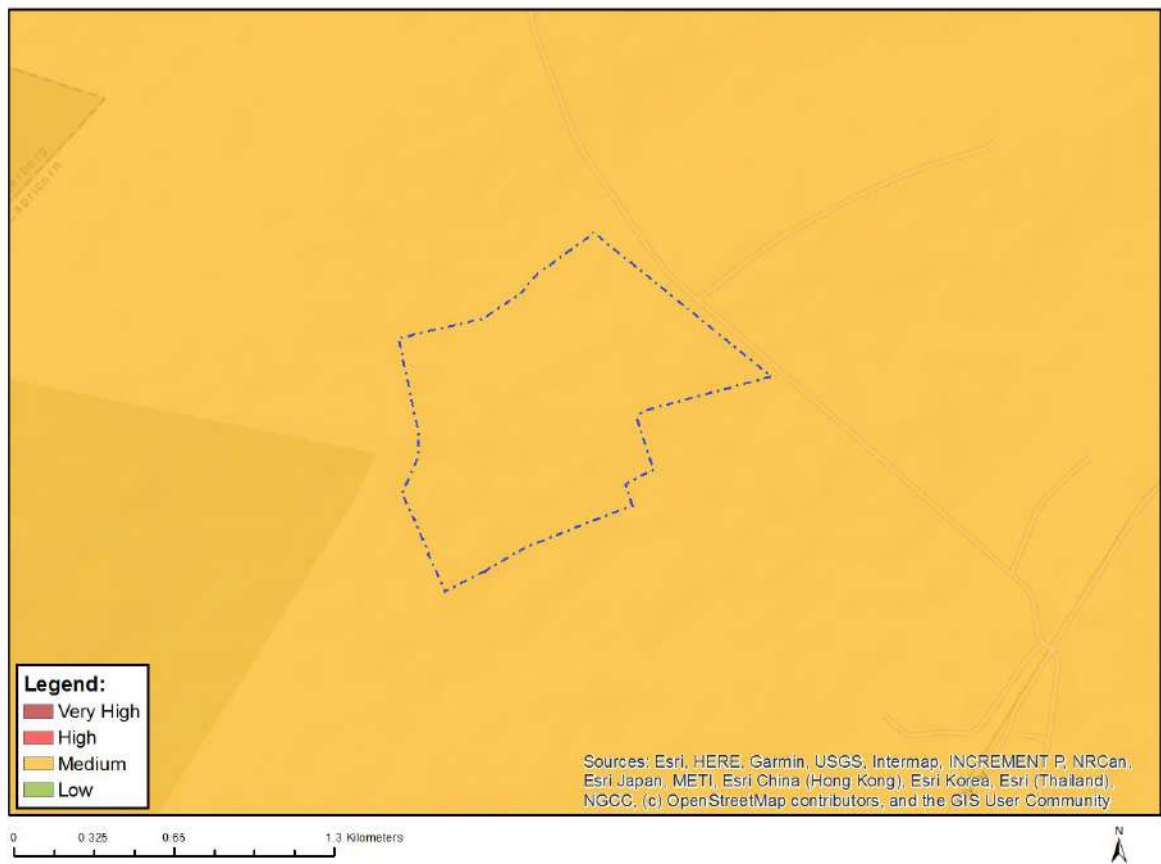 Legend:
Very High
High
Medium
Low
Sources: Esri, HERE, Garmin, USGS, Intermap, INCREMENT P, NRCan,
Esri Japan, METI, Esri China (Hong Kong), Esri Korea, Esri (Thailand),
NGCC, (c) OpenStreetMap contributors, and the GIS User Community
0 0.325 0.65 1.3 Kilometers
N